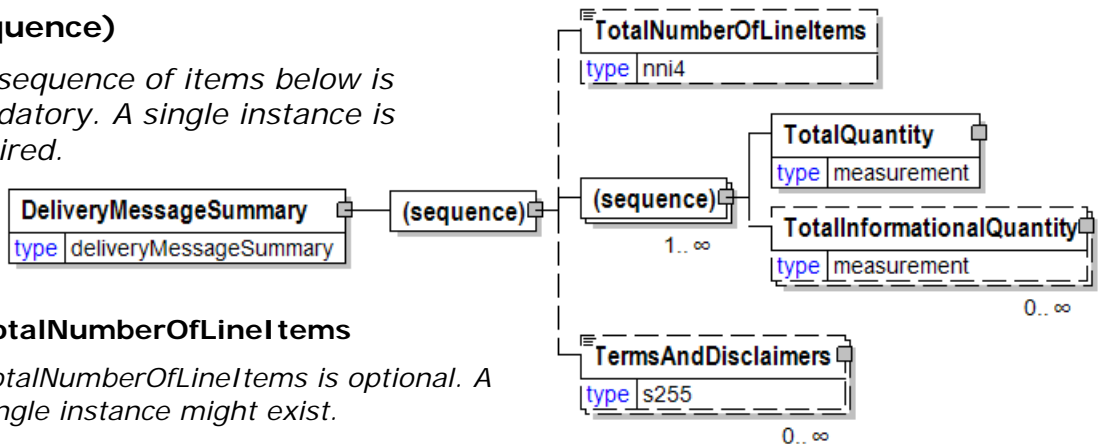 quence)
sequence of items below is
datory. A single instance is
ired.
DeliveryMessageSummary
type deliveryMessageSummary
(sequence)
TotalNumberOfLineItems
type nni4
(sequence)
1.. ∞
TotalQuantity
type measurement
TotalInformationalQuantity
type measurement
0.. ∞
TermsAndDisclaimers
type s255
0.. ∞
otalNumberOfLineItems
otalNumberOfLineItems is optional. A
ngle instance might exist.